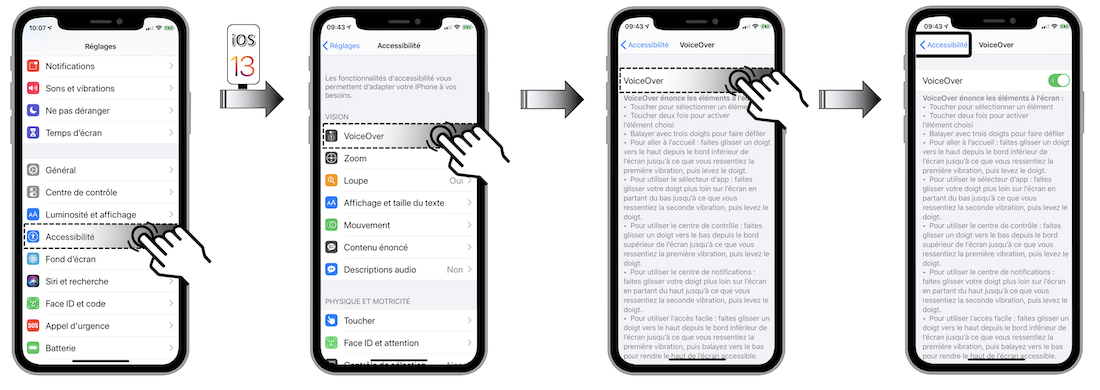 10:07
Réglages
Notifications
Sons et vibrations
Ne pas déranger
Temps d'écran
Général
Centre de contrôle
Luminosité et affichage
Accessibilité
Fond d'écran
Siri et recherche
Face ID et code
SOS
Appel d'urgence
Batterie
iOS
13
09:43
Réglages
Accessibilité
Les fonctionnalités d'accessibilité vous
permettent d'adapter votre iPhone à vos
besoins.
VISION
VoiceOver
Zoom
Loupe Oui
AA Affichage et taille du texte
Mouvement
Contenu énoncé
Descriptions audio Non
PHYSIQUE ET MOTRICITÉ
Toucher
Face ID et attention
Contrôle de sélection
09:43
Accessibilité VoiceOver
VoiceOver
VoiceOver énonce les éléments à l'é
• Toucher pour sélectionner un élément
• Toucher deux fois pour activer
l'élément choisi
• Balayer avec trois doigts pour faire défiler
• Pour aller à l'accueil : faites glisser un doigt
vers le haut depuis le bord inférieur de
l'écran jusqu'à ce que vous ressentiez la
première vibration, puis levez le doigt.
• Pour utiliser le sélecteur d'app : faites
glisser votre doigt plus loin sur l'écran en
partant du bas jusqu'à ce que vous
ressentiez la seconde vibration, puis levez le
doigt.
• Pour utiliser le centre de contrôle : faites
glisser un doigt vers le bas depuis le bord
supérieur de l'écran jusqu'à ce que vous
ressentiez la première vibration, puis levez le
doigt.
• Pour utiliser le centre de notifications :
faites glisser votre doigt plus loin sur l'écran
en partant du haut jusqu'à ce que vous
ressentiez la seconde vibration, puis levez le
doigt.
• Pour utiliser l'accès facile : faites glisser un
doigt vers le haut depuis le bord inférieur de
l'écran jusqu'à ce que vous ressentiez la
première vibration, puis balayez vers le bas
pour rendre le haut de l'écran accessible.
09:43
Accessibilité VoiceOver
VoiceOver
VoiceOver énonce les éléments à l'écran :
• Toucher pour sélectionner un élément
• Toucher deux fois pour activer
l'élément choisi
• Balayer avec trois doigts pour faire défiler
• Pour aller à l'accueil : faites glisser un doigt
vers le haut depuis le bord inférieur de
l'écran jusqu'à ce que vous ressentiez la
première vibration, puis levez le doigt.
• Pour utiliser le sélecteur d'app : faites
glisser votre doigt plus loin sur l'écran en
partant du bas jusqu'à ce que vous
ressentiez la seconde vibration, puis levez le
doigt.
• Pour utiliser le centre de contrôle : faites
glisser un doigt vers le bas depuis le bord
supérieur de l'écran jusqu'à ce que vous
ressentiez la première vibration, puis levez le
doigt.
• Pour utiliser le centre de notifications :
faites glisser votre doigt plus loin sur l'écran
en partant du haut jusqu'à ce que vous
ressentiez la seconde vibration, puis levez le
doigt.
• Pour utiliser l'accès facile : faites glisser un
doigt vers le haut depuis le bord inférieur de
l'écran jusqu'à ce que vous ressentiez la
première vibration, puis balayez vers le bas
pour rendre le haut de l'écran accessible.